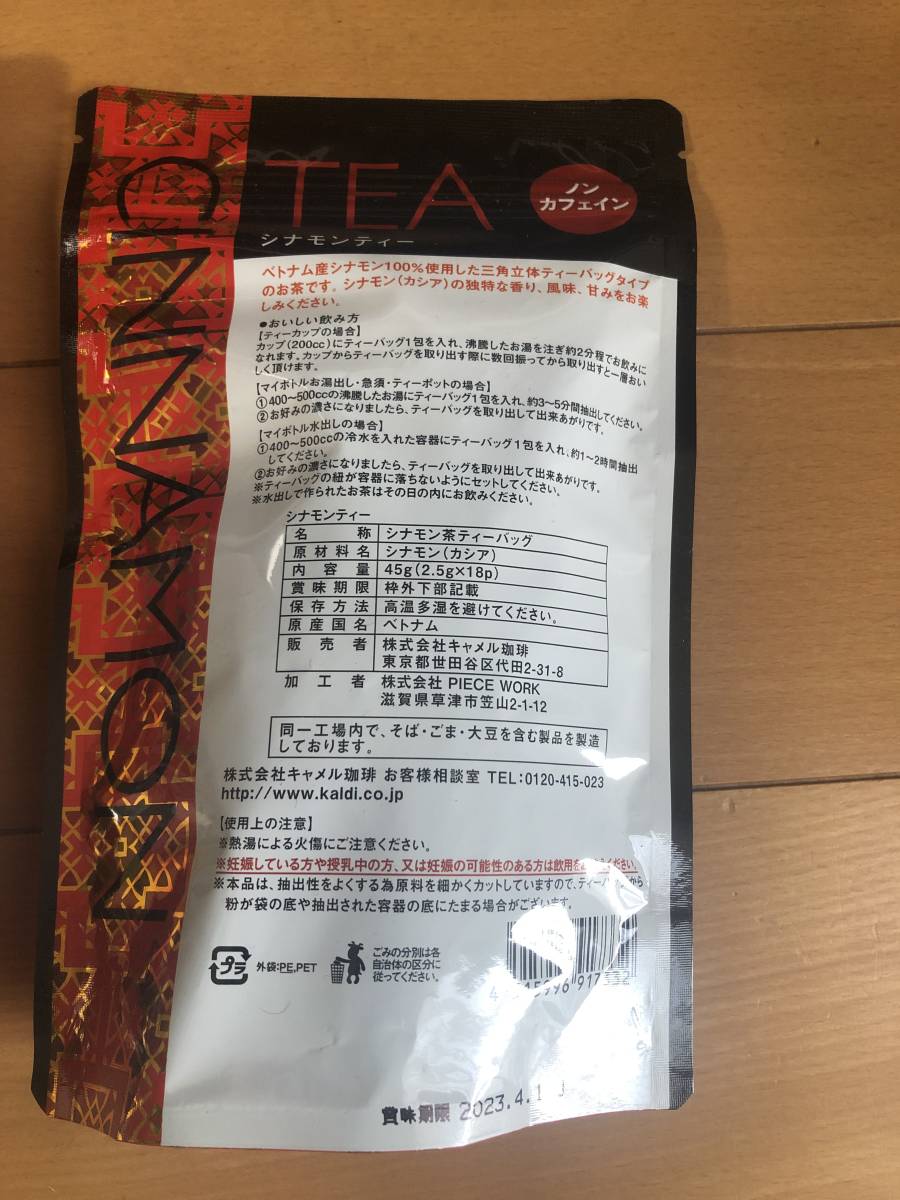 CINNAMON
TEA
ノン
カフェイン
シナモンティー
ベトナム産シナモン100%使用した三角立体ティーバッグタイプ
のお茶です。シナモン(カシア)の独特な香り、風味、甘みをお楽
しみください。
●おいしい飲み方
【ティーカップの場合】
カップ(200cc)にティーバッグ1包を入れ、沸騰したお湯を注ぎ約2分程でお飲みに
なれます。カップからティーバッグを取り出す際に数回振ってから取り出すと一層おい
しく頂けます。
【マイボトルお湯出し・急須・ティーポットの場合】
①400〜500ccの沸騰したお湯にティーバッグ1包を入れ、約3〜5分間抽出してください。
②お好みの濃さになりましたら、ティーバッグを取り出して出来あがりです。
【マイボトル水出しの場合】
①400〜500ccの冷水を入れた容器にティーバッグ1包を入れ、約1〜2時間抽出
してください。
②お好みの濃さになりましたら、ティーバッグを取り出して出来あがりです。
※ティーバッグの紐が容器に落ちないようにセットしてください。
※水出しで作られたお茶はその日の内にお飲みください。
シナモンティー
名称 シナモン茶ティーバッグ
原材料名 シナモン(カシア)
内容量 45g(2.5g×18p)
賞味期限 枠外下部記載
保存方法 高温多湿を避けてください。
原産国名 ベトナム
販売者 株式会社キャメル珈琲
東京都世田谷区代田2-31-8
加工者 株式会社 PIECE WORK
滋賀県草津市笠山2-1-12
同一工場内で、そば・ごま・大豆を含む製品を製造
しております。
株式会社キャメル珈琲 お客様相談室 TEL:0120-415-023
http://www.kaldi.co.jp
【使用上の注意】
※熱湯による火傷にご注意ください。
※妊娠している方や授乳中の方、又は妊娠の可能性のある方は飲用を
※本品は、抽出性をよくする為原料を細かくカットしていますので、ティーバッグから
粉が袋の底や抽出された容器の底にたまる場合がございます。
プラ
外袋:PE,PET
ごみの分別は各
自治体の区分に
従ってください。
賞味期限 2023.4.